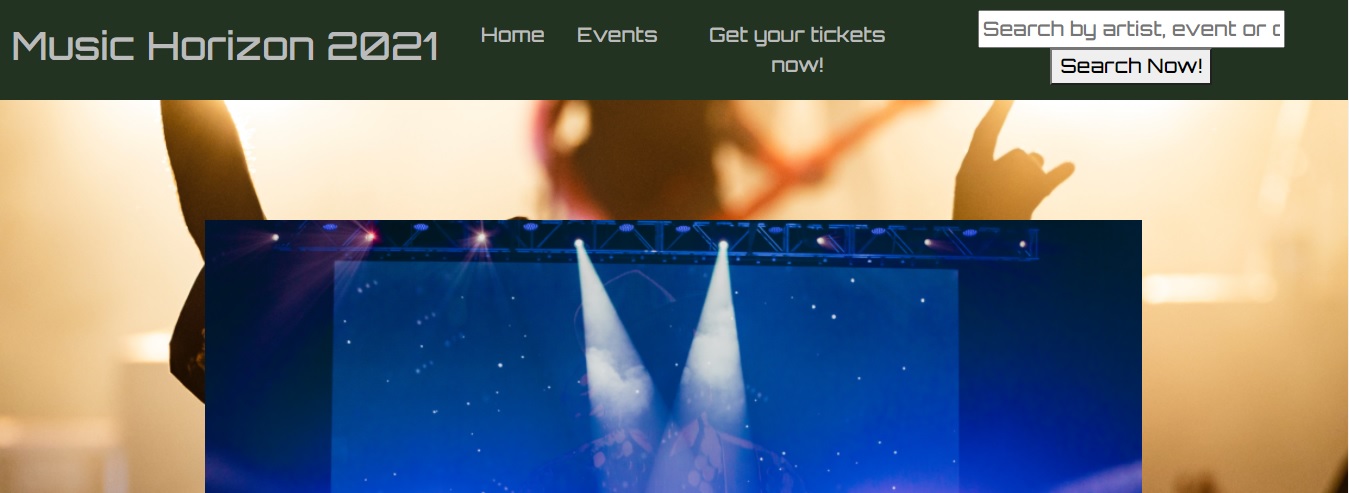 Music Horizon 2021
Home
Events
Get your tickets
now!
Search by artist, event or c
Search Now!